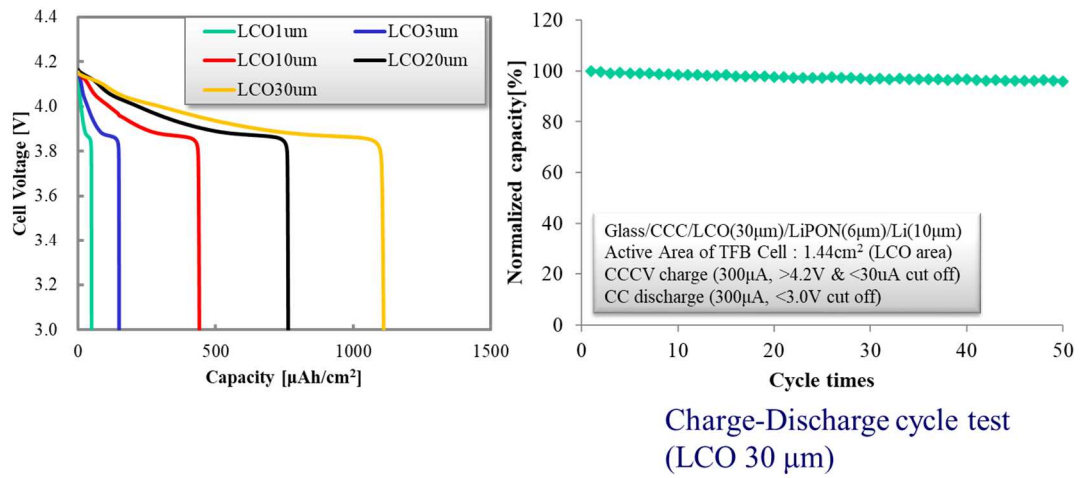 4.4
4.2
4.0
3.8
3.6
3.4
3.2
3.0
Cell Voltage [V]
LCO1um
LCO3um
LCO10um
LCO20um
LCO30um
0
500
1000
1500
Capacity [μAh/cm²]
120
100
80
60
40
20
0
Normalized capacity[%]
Glass/CCC/LCO(30μm)/LiPON(6μm)/Li(10μm)
Active Area of TFB Cell : 1.44cm² (LCO area)
CCCV charge (300μA, >4.2V & <30uA cut off)
CC discharge (300μA, <3.0V cut off)
0
10
20
30
40
50
Cycle times
Charge-Discharge cycle test
(LCO 30 μm)